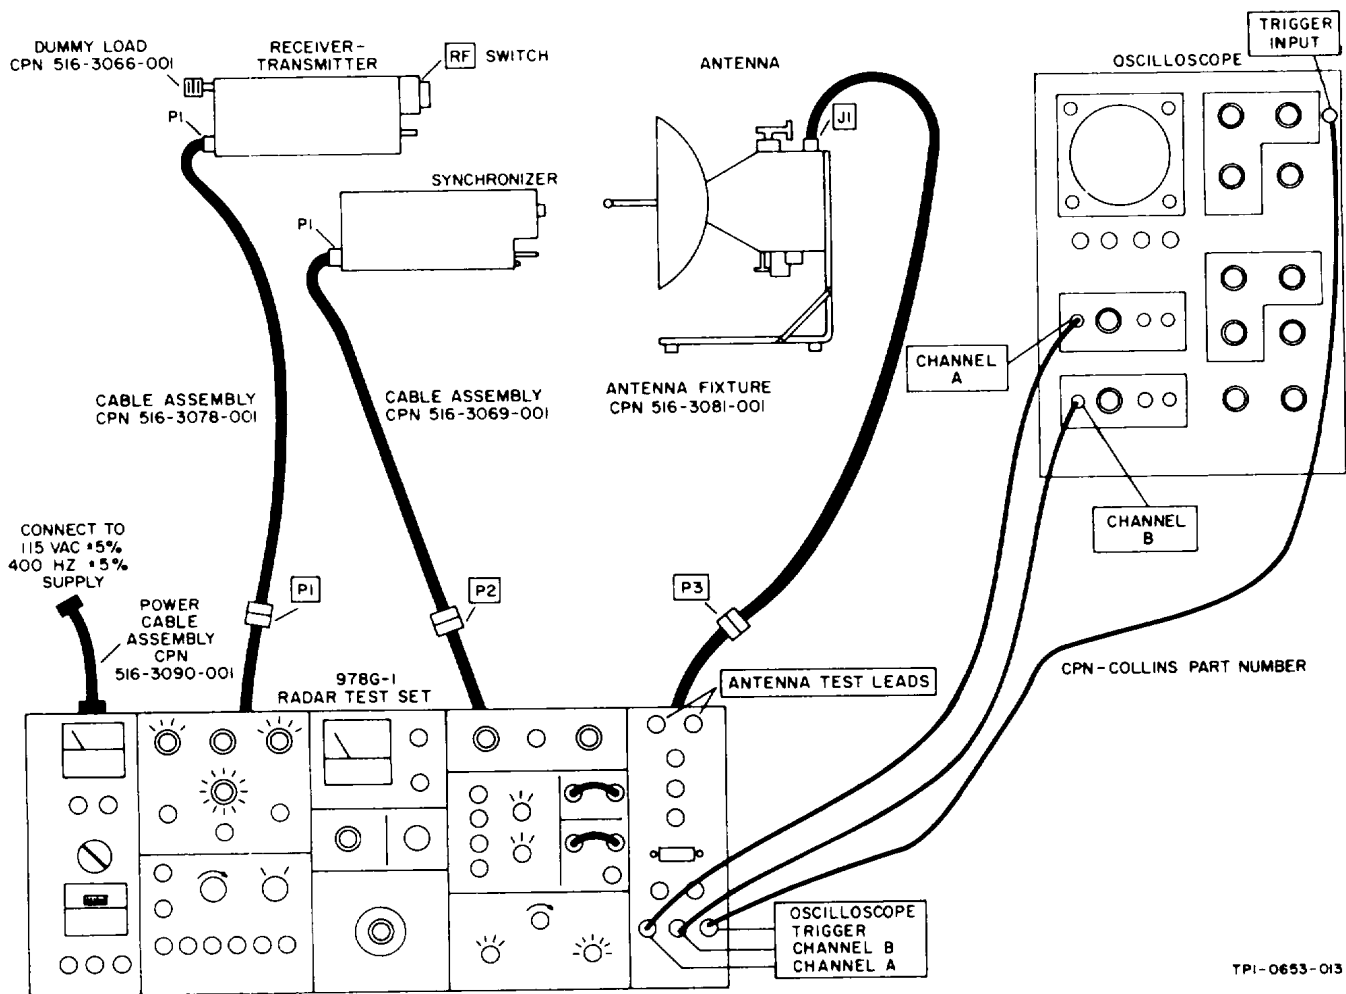 DUMMY LOAD
CPN 516-3066-001
RECEIVER-
TRANSMITTER
RF SWITCH
ANTENNA
TRIGGER
INPUT
OSCILLOSCOPE
P1
J1
SYNCHRONIZER
P1
CHANNEL
A
CABLE ASSEMBLY
CPN 516-3078-001
CABLE ASSEMBLY
CPN 516-3069-001
ANTENNA FIXTURE
CPN 516-3081-001
CHANNEL
B
CONNECT TO
115 VAC ±5%
400 HZ ±5%
SUPPLY
P1
P2
P3
POWER
CABLE
ASSEMBLY
CPN
516-3090-001
978G-1
RADAR TEST SET
ANTENNA TEST LEADS
CPN-COLLINS PART NUMBER
OSCILLOSCOPE
TRIGGER
CHANNEL B
CHANNEL A
TPI-0653-013